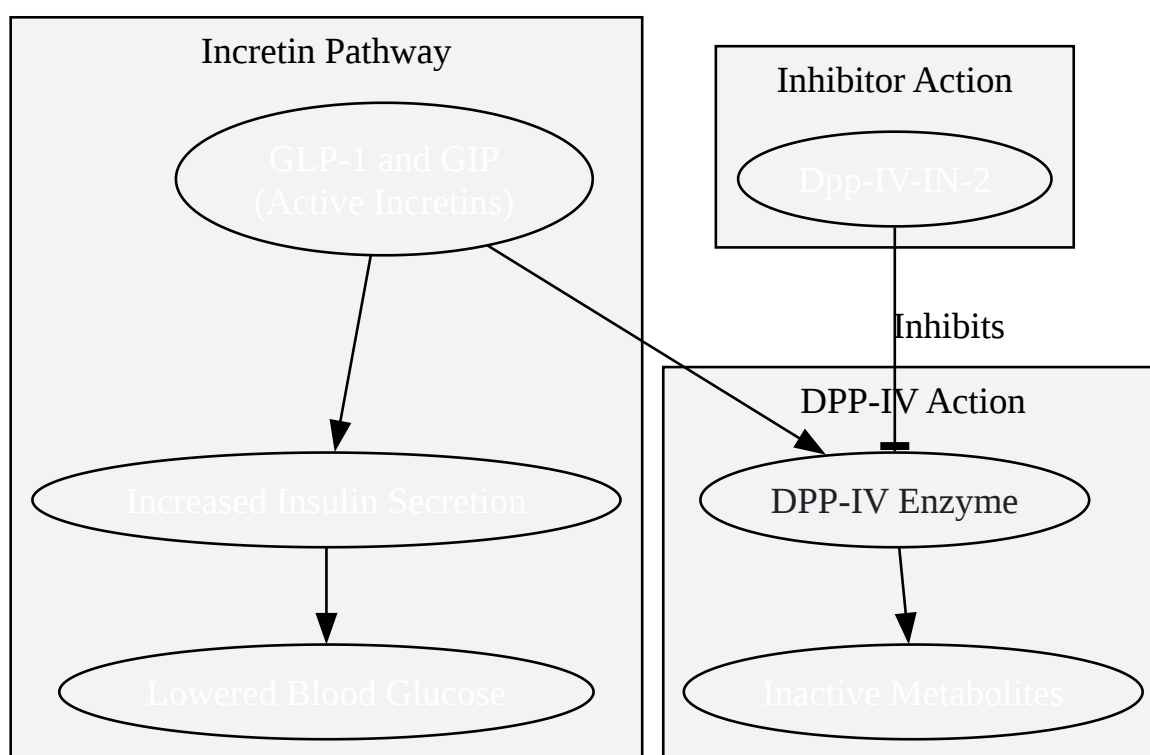 Incretin Pathway
GLP-1 and GIP
(Active Incretins)
Increased Insulin Secretion
Lowered Blood Glucose
Inhibitor Action
Dpp-IV-IN-2
Inhibits
DPP-IV Action
DPP-IV Enzyme
Inactive Metabolites